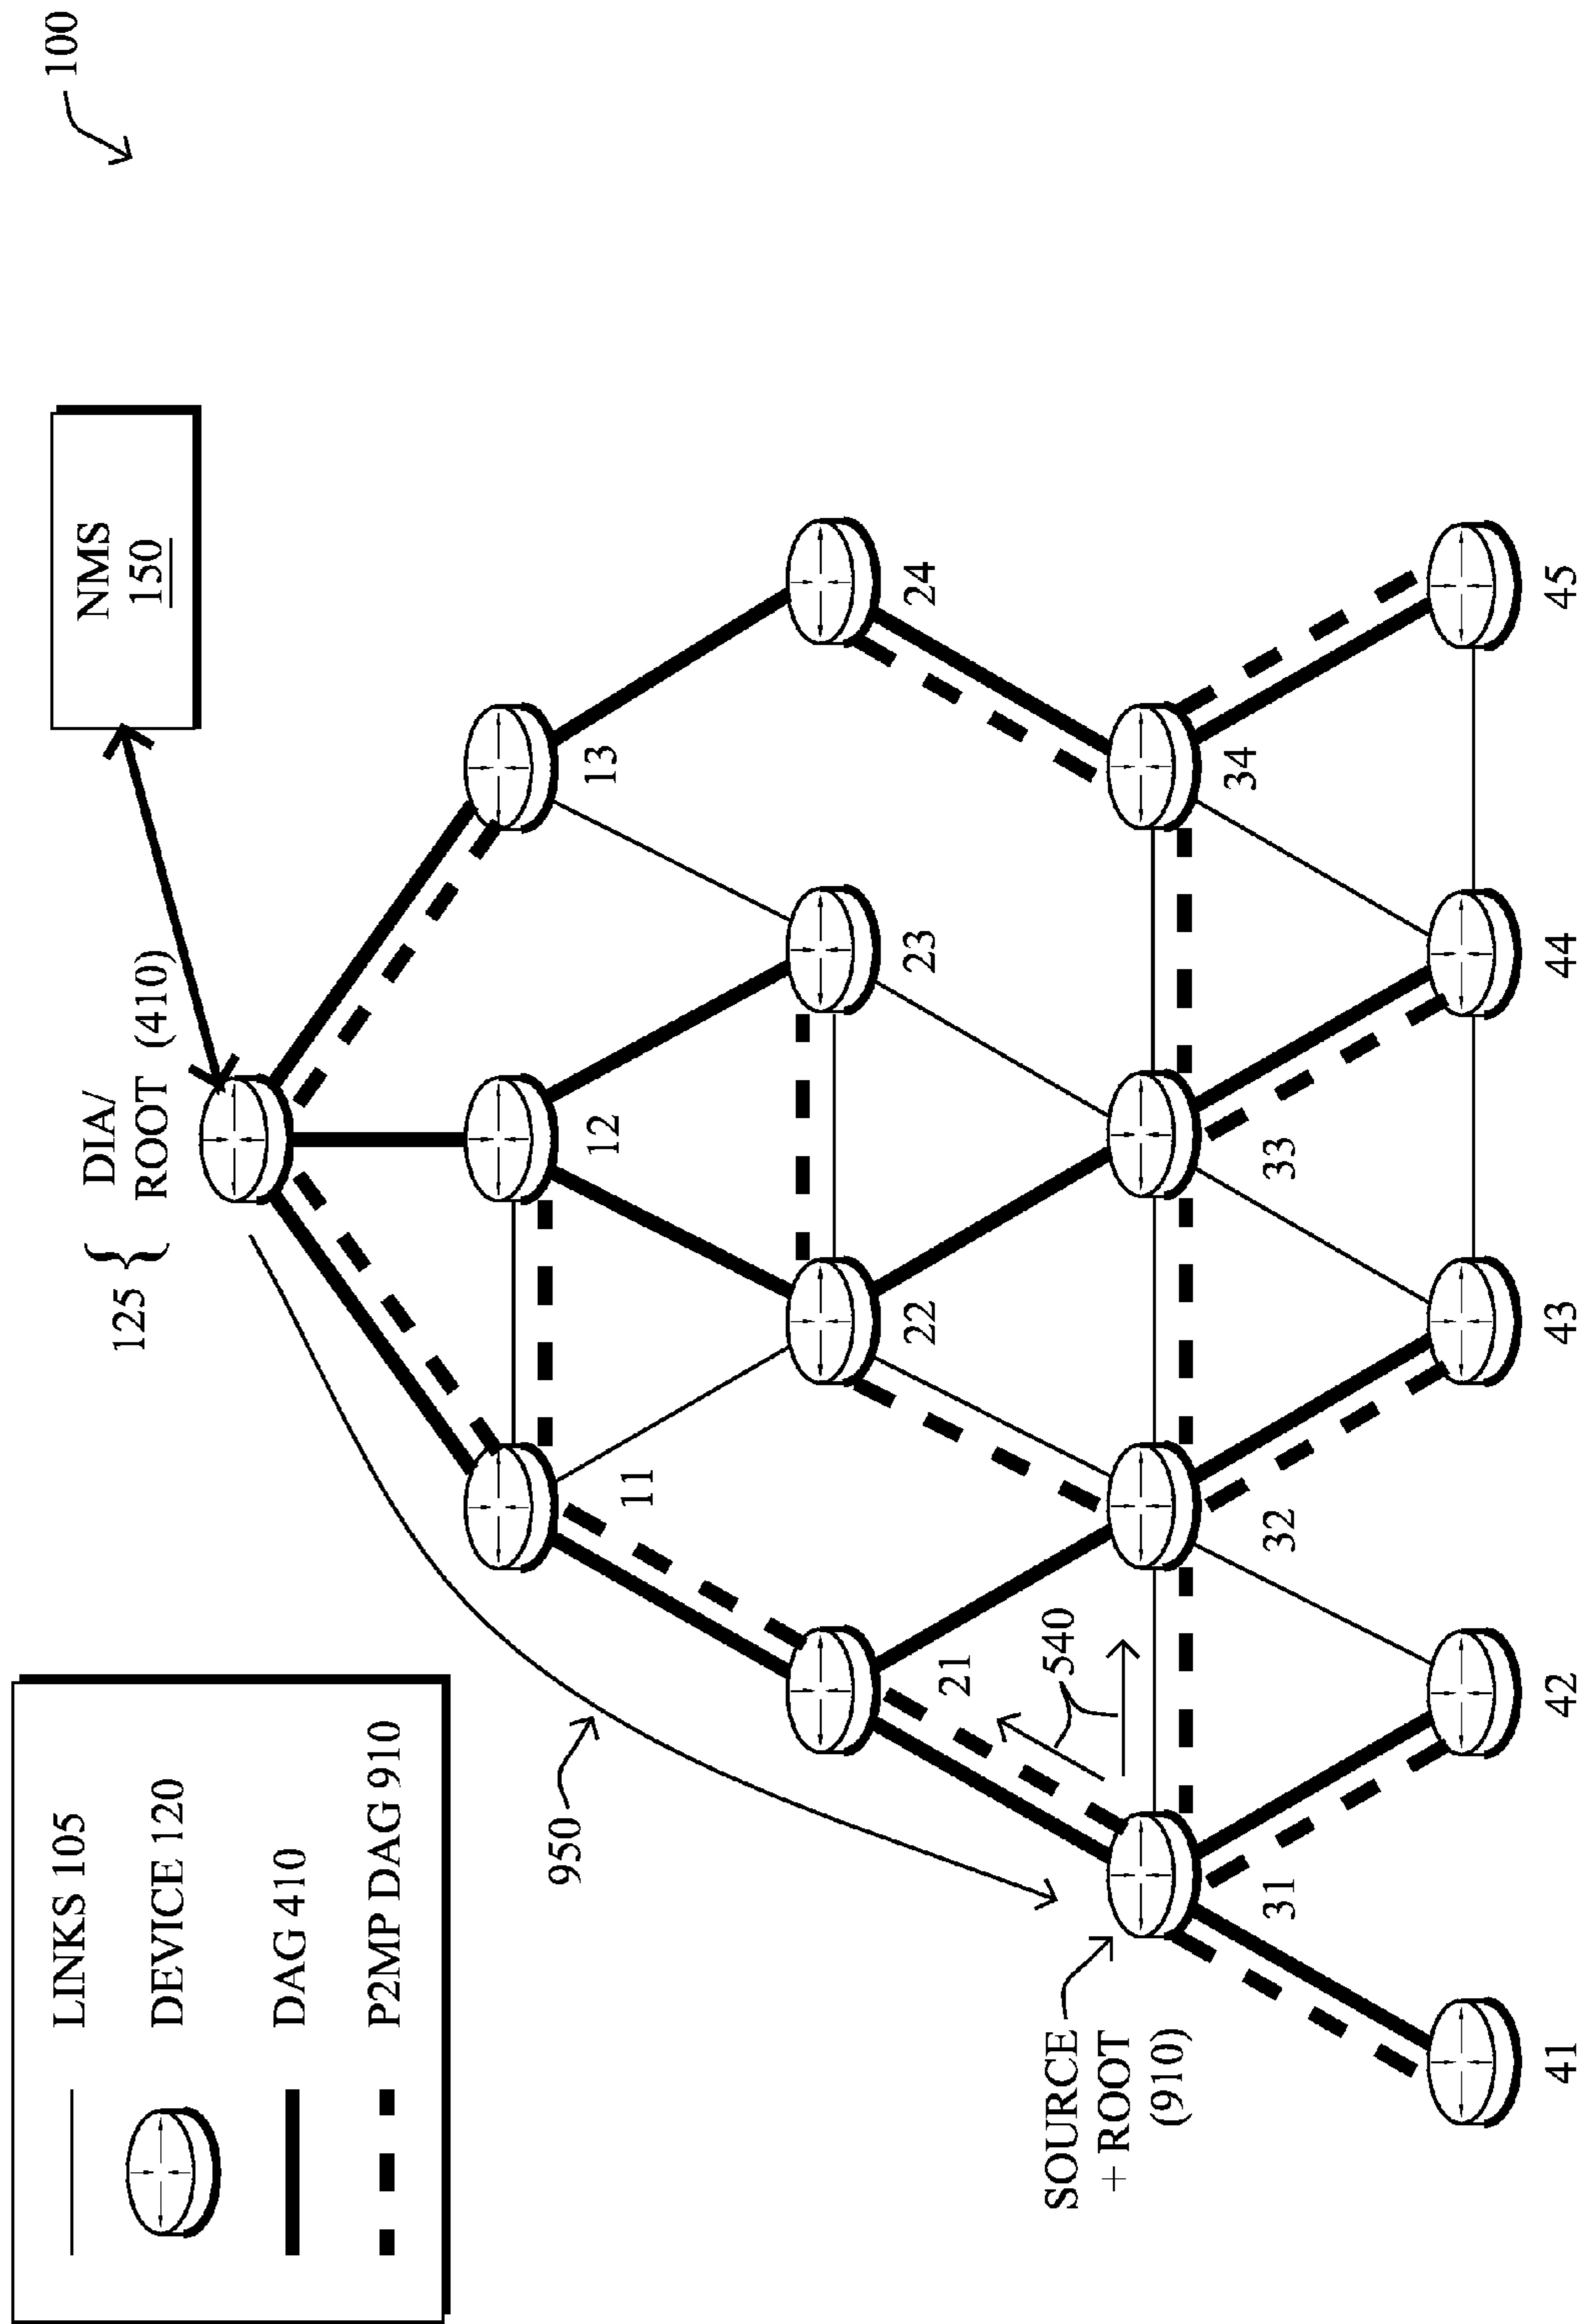 100
NMS
150
125 { DIA/
ROOT (410)
LINKS 105
DEVICE 120
DAG 410
P2MP DAG 910
11
12
13
950
21
22
23
24
540
SOURCE
+ ROOT
(910)
31
32
33
34
41
42
43
44
45